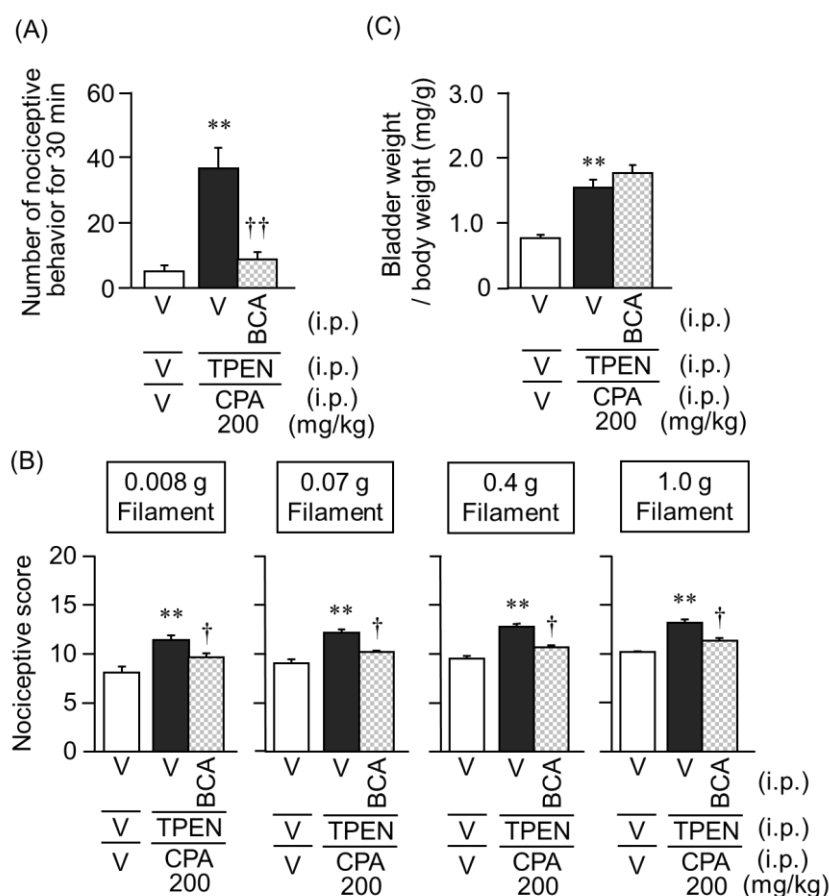 (A)
Number of nociceptive
behavior for 30 min
60
40
20
0
**
††
V V BCA (i.p.)
V TPEN (i.p.)
V CPA (i.p.)
200 (mg/kg)
(C)
Bladder weight
/ body weight (mg/g)
3.0
2.0
1.0
0
**
V V BCA (i.p.)
V TPEN (i.p.)
V CPA (i.p.)
200 (mg/kg)
(B)
0.008 g
Filament
0.07 g
Filament
0.4 g
Filament
1.0 g
Filament
Nociceptive score
20
15
10
5
0
**
†
**
†
**
†
**
†
V V BCA V V BCA V V BCA V V BCA (i.p.)
V TPEN V TPEN V TPEN V TPEN (i.p.)
V CPA V CPA V CPA V CPA (i.p.)
200 200 200 200 (mg/kg)